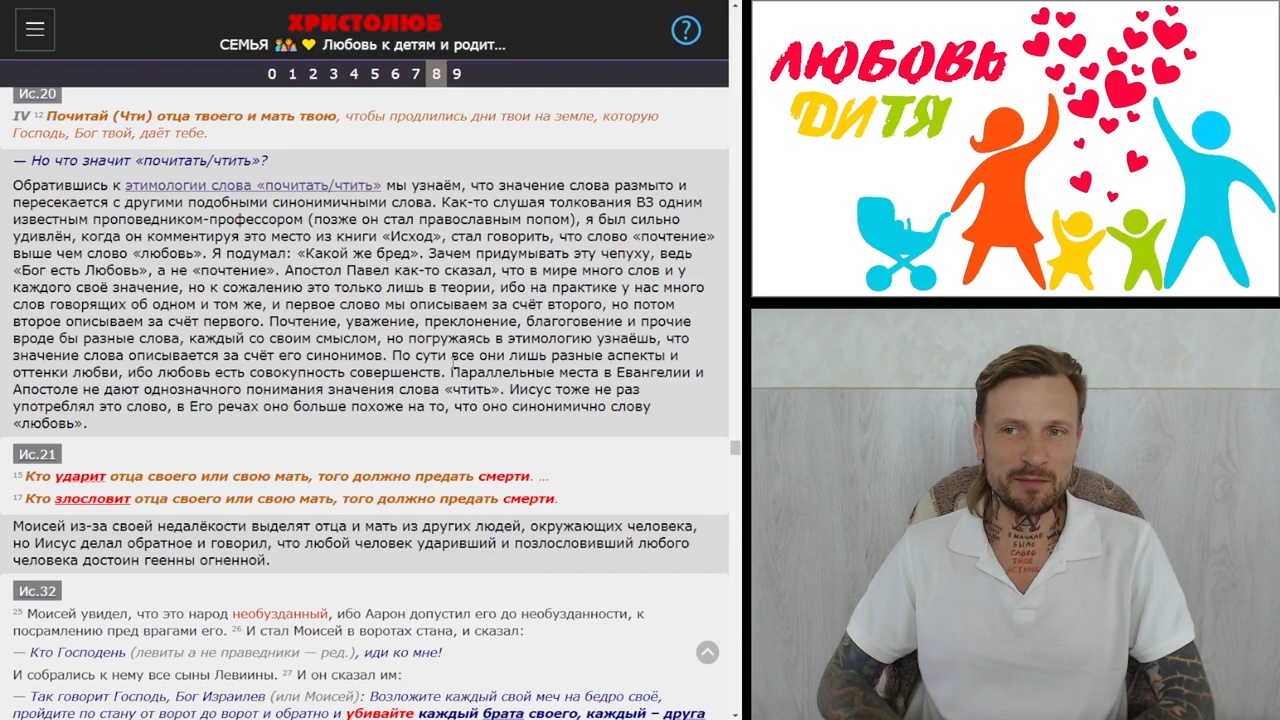 ХРИСТОЛЮБ
СЕМЬЯ 👫 💛 Любовь к детям и родит...
?
0 1 2 3 4 5 6 7 8 9
Ис.20
IV 12 Почитай (Чти) отца твоего и мать твою, чтобы продлились дни твои на земле, которую
Господь, Бог твой, даёт тебе.
— Но что значит «почитать/чтить»?
Обратившись к этимологии слова «почитать/чтить» мы узнаём, что значение слова размыто и
пересекается с другими подобными синонимичными слова. Как-то слушая толкования ВЗ одним
известным проповедником-профессором (позже он стал православным попом), я был сильно
удивлён, когда он комментируя это место из книги «Исход», стал говорить, что слово «почтение»
выше чем слово «любовь». Я подумал: «Какой же бред». Зачем придумывать эту чепуху, ведь
«Бог есть Любовь», а не «почтение». Апостол Павел как-то сказал, что в мире много слов и у
каждого своё значение, но к сожалению это только лишь в теории, ибо на практике у нас много
слов говорящих об одном и том же, и первое слово мы описываем за счёт второго, но потом
второе описываем за счёт первого. Почтение, уважение, преклонение, благоговение и прочие
вроде бы разные слова, каждый со своим смыслом, но погружаясь в этимологию узнаёшь, что
значение слова описывается за счёт его синонимов. По сути все они лишь разные аспекты и
оттенки любви, ибо любовь есть совокупность совершенств. Параллельные места в Евангелии и
Апостоле не дают однозначного понимания значения слова «чтить». Иисус тоже не раз
употреблял это слово, в Его речах оно больше похоже на то, что оно синонимично слову
«любовь».
Ис.21
15 Кто ударит отца своего или свою мать, того должно предать смерти. ...
17 Кто злословит отца своего или свою мать, того должно предать смерти.
Моисей из-за своей недалёкости выделят отца и мать из других людей, окружающих человека,
но Иисус делал обратное и говорил, что любой человек ударивший и позлословивший любого
человека достоин геенны огненной.
Ис.32
25 Моисей увидел, что это народ необузданный, ибо Аарон допустил его до необузданности, к
посрамлению пред врагами его. 26 И стал Моисей в воротах стана, и сказал:
— Кто Господень (левиты а не праведники — ред.), иди ко мне!
И собрались к нему все сыны Левиины. 27 И он сказал им:
— Так говорит Господь, Бог Израилев (или Моисей): Возложите каждый свой меч на бедро своё,
пройдите по стану от ворот до ворот и обратно и убивайте каждый брата своего, каждый – друга
ЛЮБОВЬ
ДИТЯ
В НАЧАЛЕ
БЫЛО
СЛОВО
ТВОЕ
ИСТИНЫ